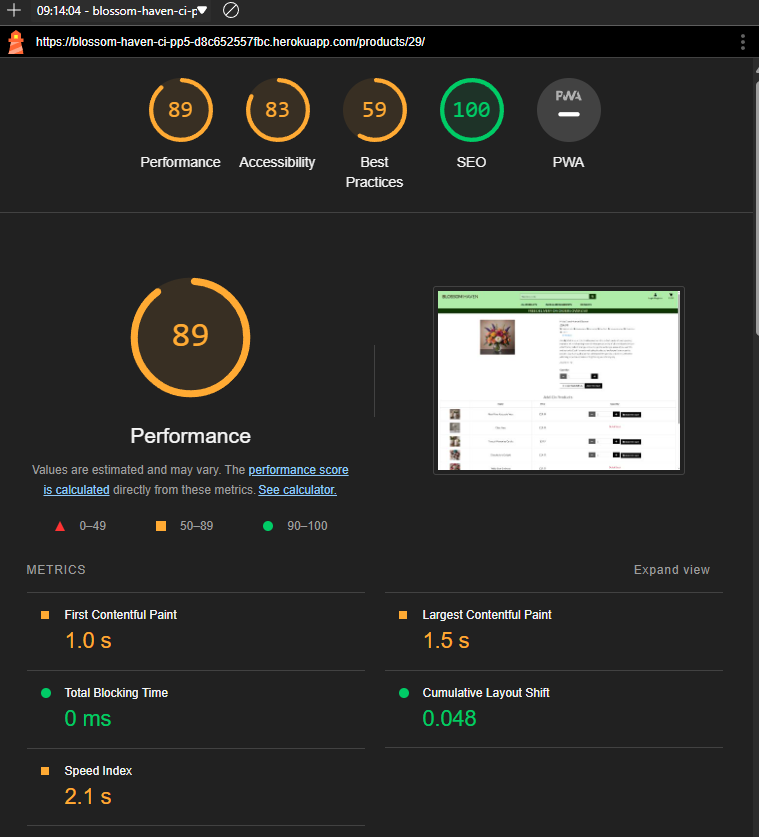 09:14:04 - blossom-haven-ci-p
https://blossom-haven-ci-pp5-d8c652557fbc.herokuapp.com/products/29/
89
83
59
100
PWA
Performance
Accessibility
Best
Practices
SEO
PWA
89
BLOSSOM HAVEN
Performance
Values are estimated and may vary. The performance score
is calculated directly from these metrics. See calculator.
0–49
50–89
90–100
METRICS
Expand view
First Contentful Paint
1.0 s
Largest Contentful Paint
1.5 s
Total Blocking Time
0 ms
Cumulative Layout Shift
0.048
Speed Index
2.1 s